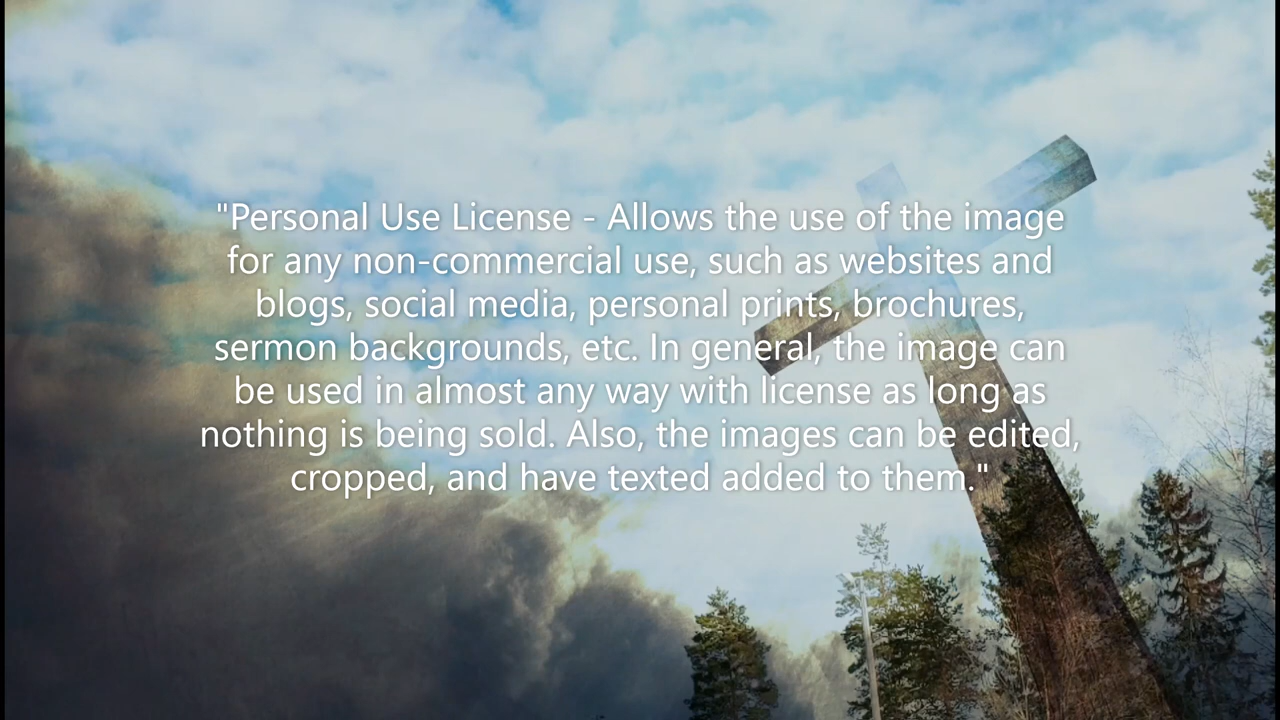 "Personal Use License - Allows the use of the image
for any non-commercial use, such as websites and
blogs, social media, personal prints, brochures,
sermon backgrounds, etc. In general, the image can
be used in almost any way with license as long as
nothing is being sold. Also, the images can be edited,
cropped, and have texted added to them."